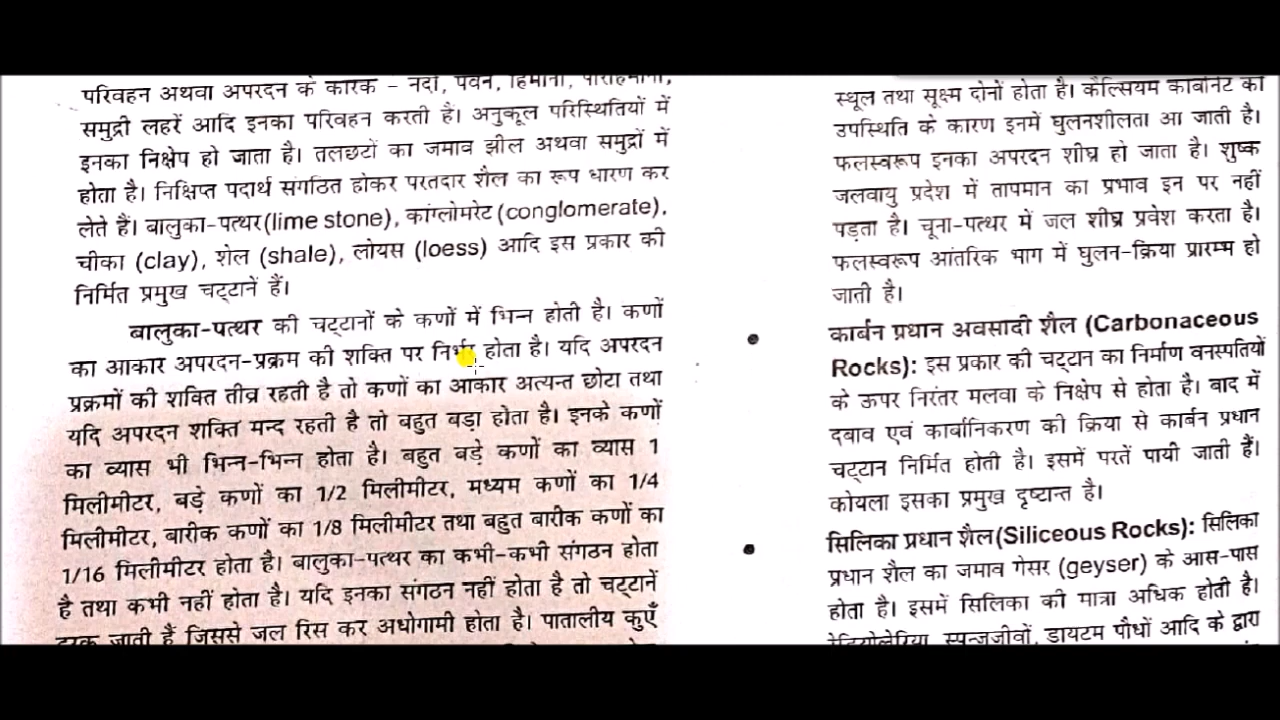 परिवहन अथवा अपरदन के कारक – नदी, पवन, हिमानी, परिहिमानी,
समुद्री लहरें आदि इनका परिवहन करती हैं। अनुकूल परिस्थितियों में
इनका निक्षेप हो जाता है। तलछटों का जमाव झील अथवा समुद्रों में
होता है। निक्षिप्त पदार्थ संगठित होकर परतदार शैल का रूप धारण कर
लेते हैं। बालुका-पत्थर(lime stone), कांग्लोमरेट (conglomerate),
चीका (clay), शेल (shale), लोयस (loess) आदि इस प्रकार की
निर्मित प्रमुख चट्टानें हैं।
बालुका-पत्थर की चट्टानों के कणों में भिन्न होती है। कणों
का आकार अपरदन-प्रक्रम की शक्ति पर निर्भर होता है। यदि अपरदन
प्रक्रमों की शक्ति तीव्र रहती है तो कणों का आकार अत्यन्त छोटा तथा
यदि अपरदन शक्ति मन्द रहती है तो बहुत बड़ा होता है। इनके कणों
का व्यास भी भिन्न-भिन्न होता है। बहुत बड़े कणों का व्यास 1
मिलीमीटर, बड़े कणों का 1/2 मिलीमीटर, मध्यम कणों का 1/4
मिलीमीटर, बारीक कणों का 1/8 मिलीमीटर तथा बहुत बारीक कणों का
1/16 मिलीमीटर होता है। बालुका-पत्थर का कभी-कभी संगठन होता
है तथा कभी नहीं होता है। यदि इनका संगठन नहीं होता है तो चट्टानें
दरक जाती हैं जिससे जल रिस कर अधोगामी होता है। पातालीय कुएँ
स्थूल तथा सूक्ष्म दोनों होता है। कैल्सियम कार्बोनेट की
उपस्थिति के कारण इनमें घुलनशीलता आ जाती है।
फलस्वरूप इनका अपरदन शीघ्र हो जाता है। शुष्क
जलवायु प्रदेश में तापमान का प्रभाव इन पर नहीं
पड़ता है। चूना-पत्थर में जल शीघ्र प्रवेश करता है।
फलस्वरूप आंतरिक भाग में घुलन-क्रिया प्रारम्भ हो
जाती है।
कार्बन प्रधान अवसादी शैल (Carbonaceous
Rocks): इस प्रकार की चट्टान का निर्माण वनस्पतियों
के ऊपर निरंतर मलवा के निक्षेप से होता है। बाद में
दबाव एवं कार्बानिकरण की क्रिया से कार्बन प्रधान
चट्टान निर्मित होती है। इसमें परतें पायी जाती हैं।
कोयला इसका प्रमुख दृष्टान्त है।
सिलिका प्रधान शैल(Siliceous Rocks): सिलिका
प्रधान शैल का जमाव गेसर (geyser) के आस-पास
होता है। इसमें सिलिका की मात्रा अधिक होती है।
रेडियोलेरिया, स्पन्जजीवों, डायटम पौधों आदि के द्वारा